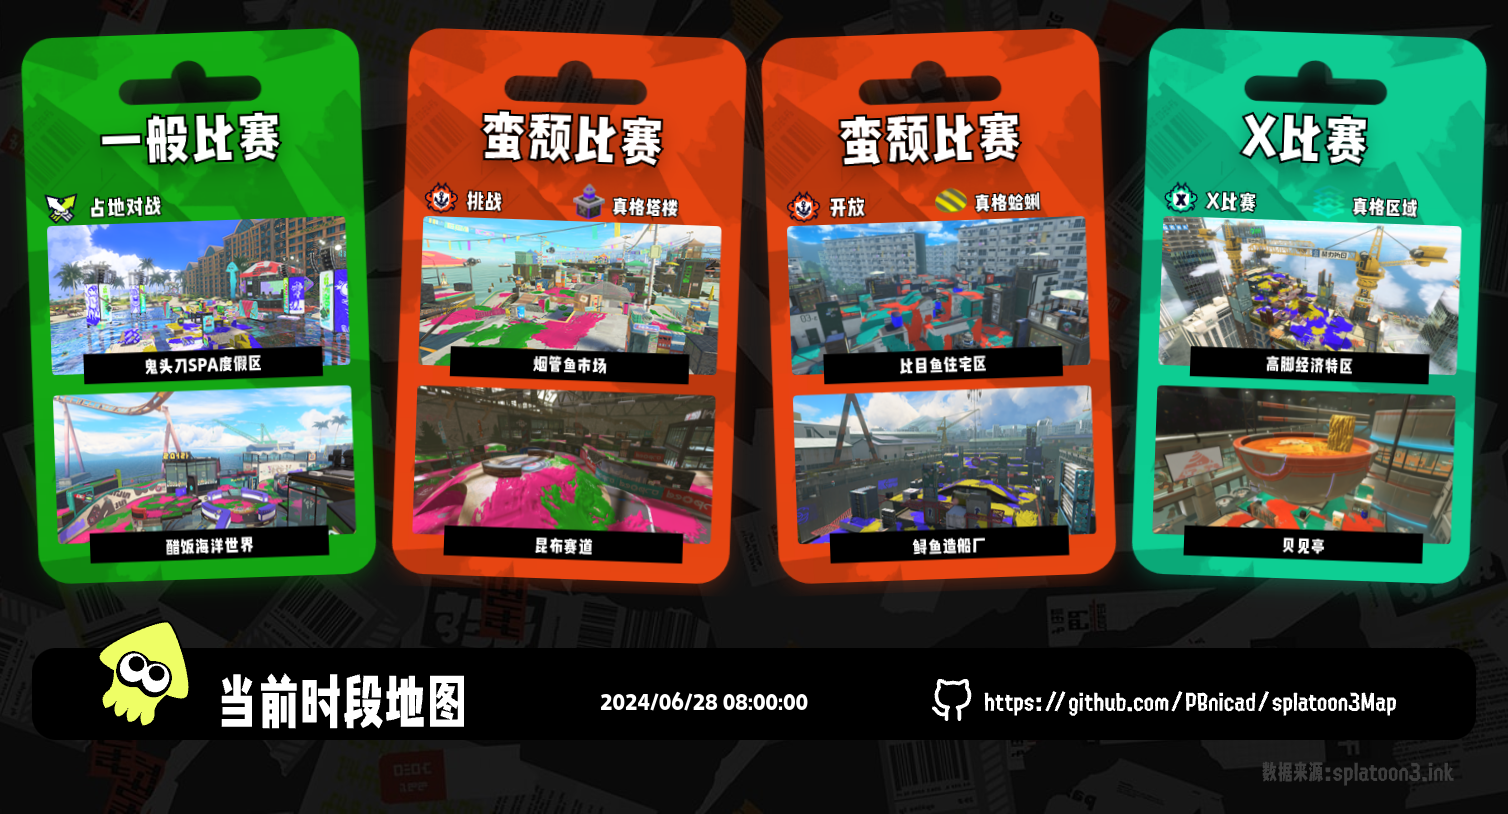 一般比赛
占地对战
鬼头刀SPA度假区
醋饭海洋世界
蛮颓比赛
挑战
真格塔楼
烟管鱼市场
昆布赛道
蛮颓比赛
开放
真格蛤蜊
比目鱼住宅区
鲟鱼造船厂
X比赛
X比赛
真格区域
高脚经济特区
贝见亭
当前时段地图
2024/06/28 08:00:00
https://github.com/PBnicad/splatoon3Map
数据来源:splatoon3.ink